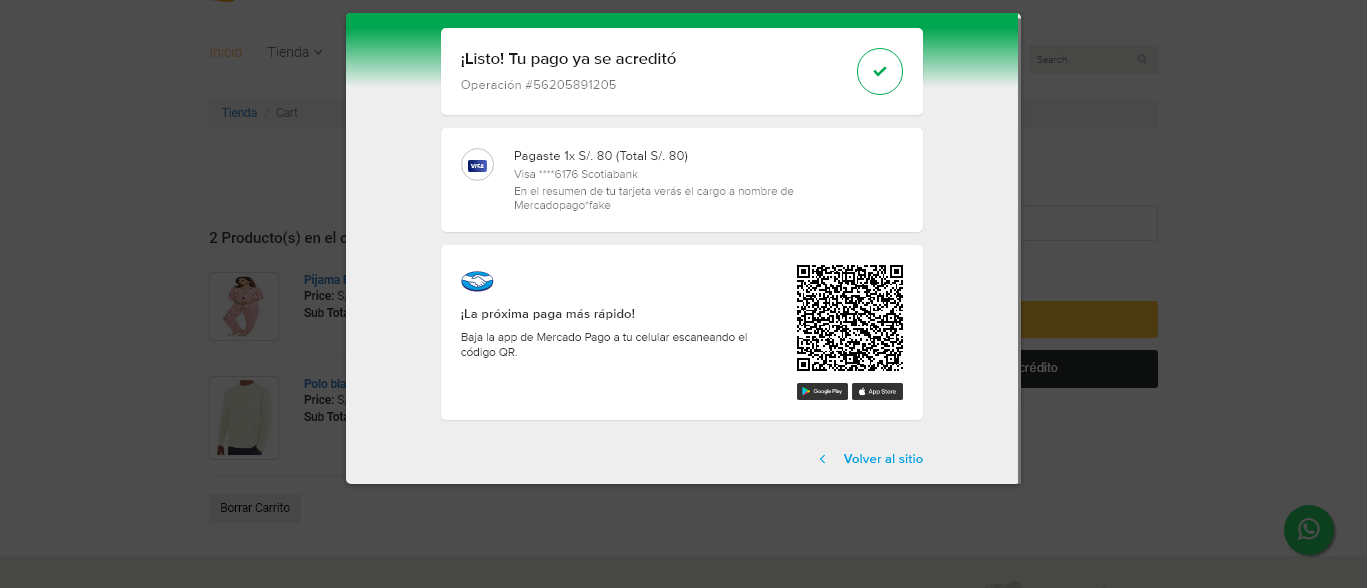 Inicio
Tienda
Search
Tienda / Cart
¡Listo! Tu pago ya se acreditó
Operación #56205891205
VISA
Pagaste 1x S/. 80 (Total S/. 80)
Visa ****6176 Scotiabank
En el resumen de tu tarjeta verás el cargo a nombre de
Mercadopago*fake
2 Producto(s) en el
Pijama
Price:
Sub
Polo
Price:
Sub
¡La próxima paga más rápido!
Baja la app de Mercado Pago a tu celular escaneando el
código QR.
Google Play
App Store
crédito
Volver al sitio
Borrar Carrito